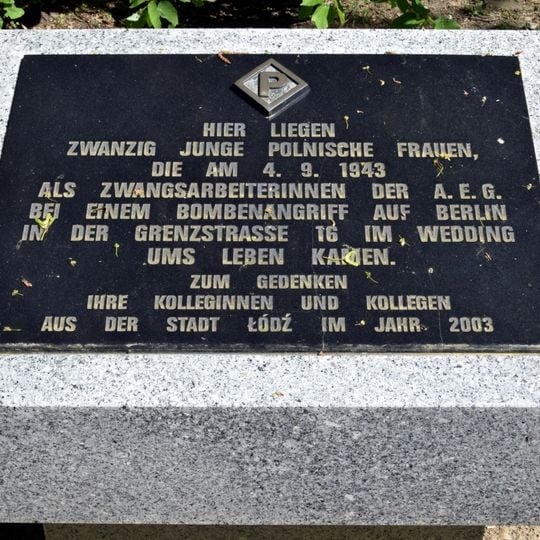 P
HIER LIEGEN
ZWANZIG JUNGE POLNISCHE FRAUEN,
DIE AM 4. 9. 1943
ALS ZWANGSARBEITERINNEN DER A. E. G.
BEI EINEM BOMBENANGRIFF AUF BERLIN
IN DER GRENZSTRASSE 16 IM WEDDING
UMS LEBEN KAMEN.
ZUM GEDENKEN
IHRE KOLLEGINNEN UND KOLLEGEN
AUS DER STADT ŁÓDŹ IM JAHR 2003